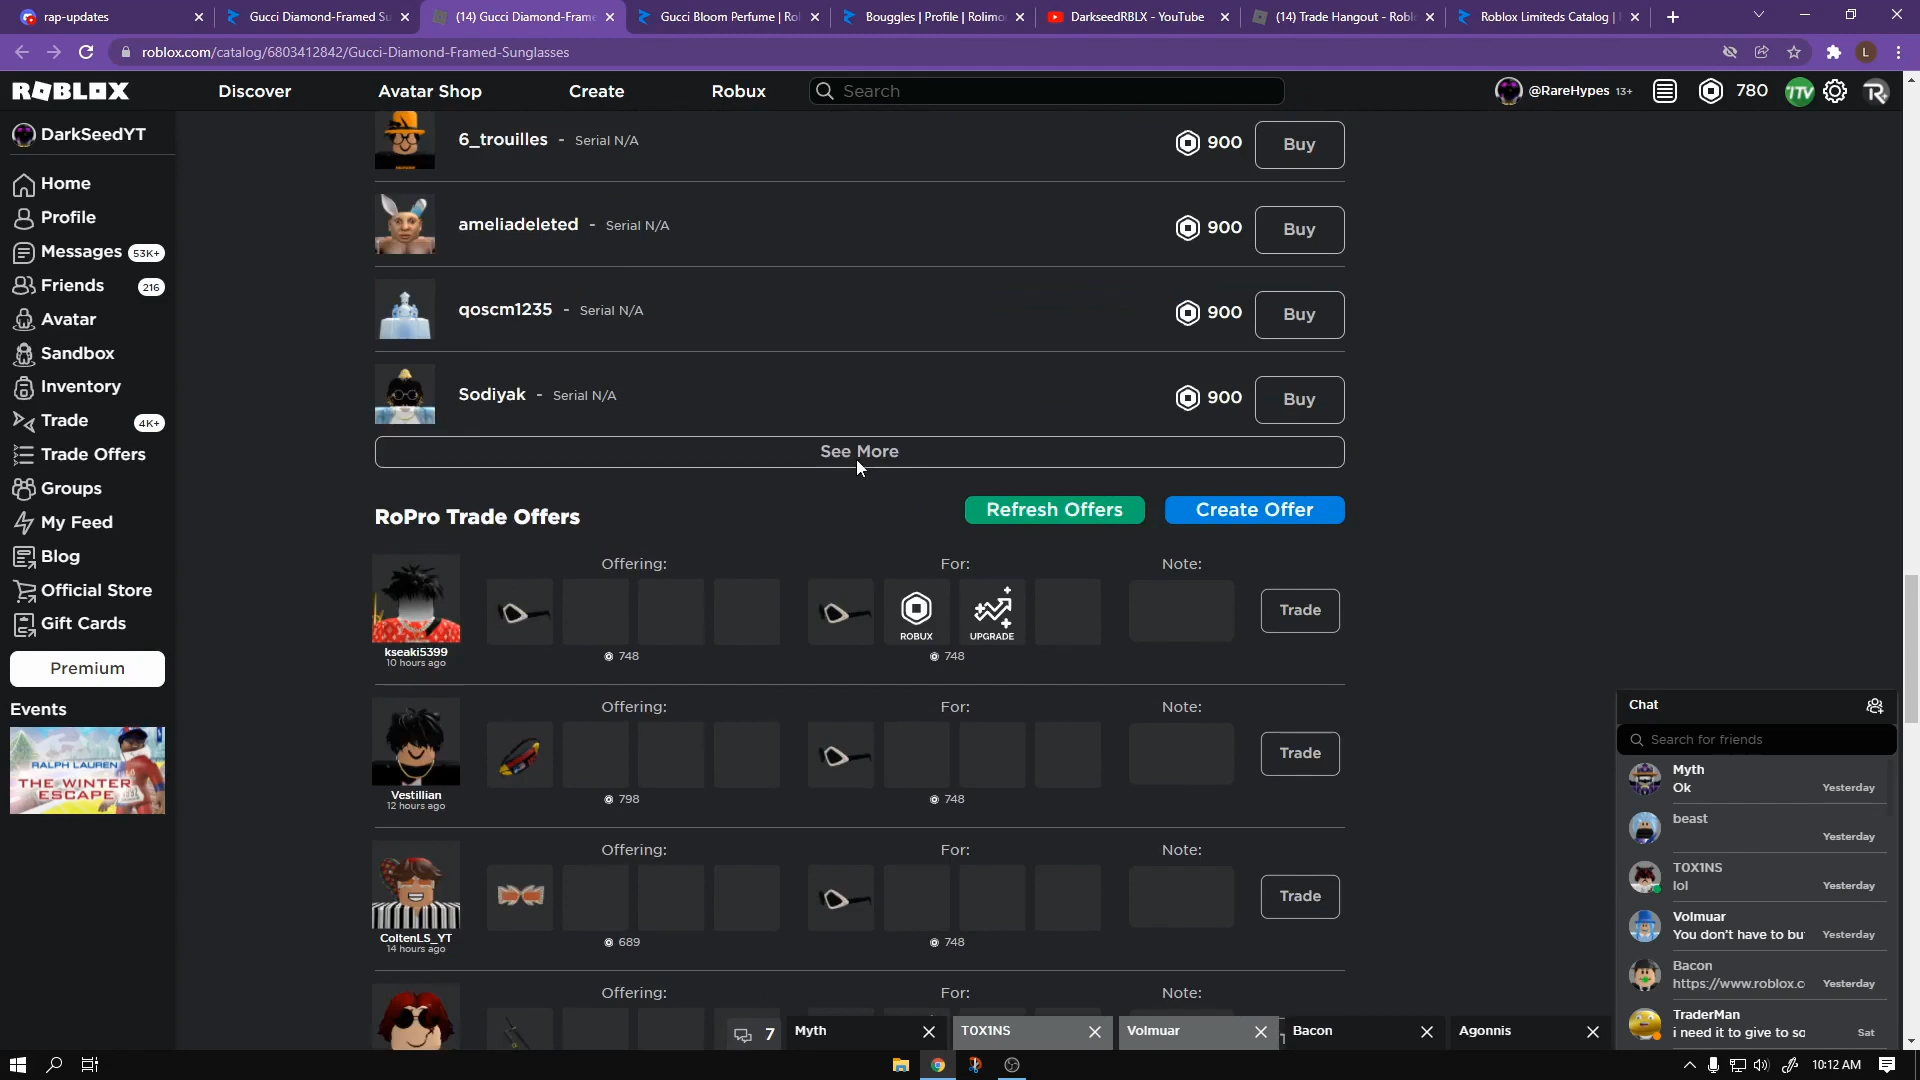 rap-updates
Gucci Diamond-Framed Su
(14) Gucci Diamond-Frame
Gucci Bloom Perfume | Ro
Bouggles | Profile | Rolimo
DarkseedRBLX - YouTube
(14) Trade Hangout - Robl
Roblox Limiteds Catalog |
roblox.com/catalog/6803412842/Gucci-Diamond-Framed-Sunglasses
L
ROBLOX
Discover
Avatar Shop
Create
Robux
Search
@RareHypes 13+
780
DarkSeedYT
Home
Profile
Messages 53K+
Friends 216
Avatar
Sandbox
Inventory
Trade 4K+
Trade Offers
Groups
My Feed
Blog
Official Store
Gift Cards
Premium
Events
RALPH LAUREN
THE WINTER
ESCAPE
6_trouilles - Serial N/A
900
Buy
ameliadeleted - Serial N/A
900
Buy
qoscm1235 - Serial N/A
900
Buy
Sodiyak - Serial N/A
900
Buy
See More
RoPro Trade Offers
Refresh Offers
Create Offer
Offering:
For:
Note:
ROBUX
UPGRADE
Trade
kseaki5399
10 hours ago
748
748
Offering:
For:
Note:
Trade
Vestillian
12 hours ago
798
748
Offering:
For:
Note:
Trade
ColtenLS_YT
14 hours ago
689
748
Offering:
For:
Note:
Chat
Search for friends
Myth
Ok
Yesterday
beast
Yesterday
T0X1NS
lol
Yesterday
Volmuar
You don't have to bu
Yesterday
Bacon
https://www.roblox.c
Yesterday
TraderMan
i need it to give to so
Sat
7
Myth
T0X1NS
Volmuar
Bacon
Agonnis
10:12 AM